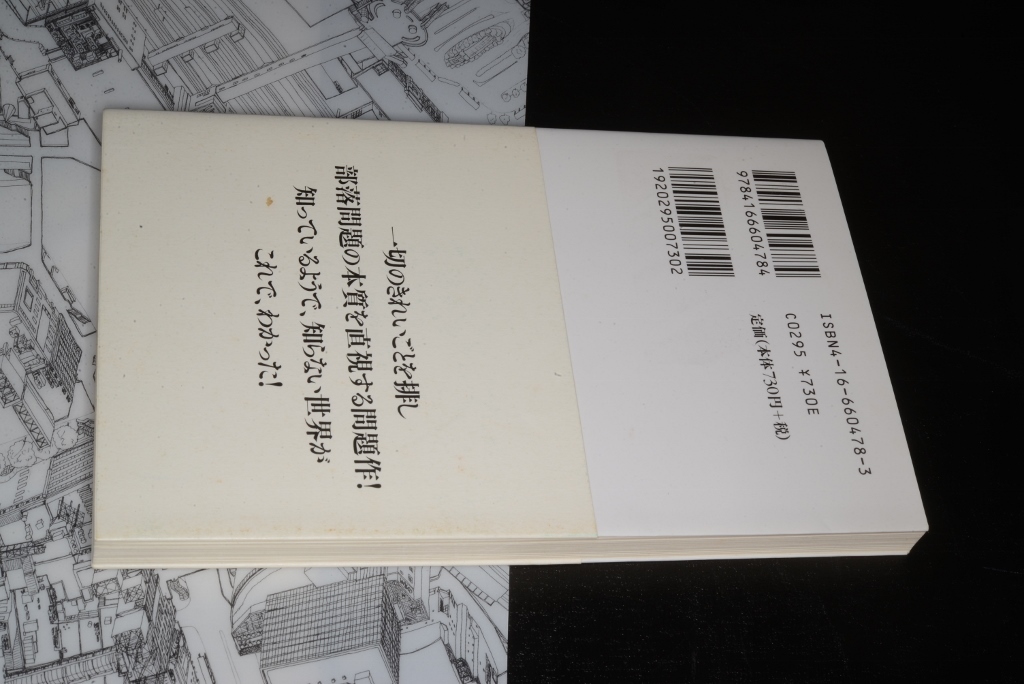 9784166604784
1920295007302
ISBN4-16-660478-3
C0295 ¥730E
定価(本体730円+税)
一切のきれいごとを排し
部落問題の本質を直視する問題作!
知っているようで、知らない世界が
これで、わかった!